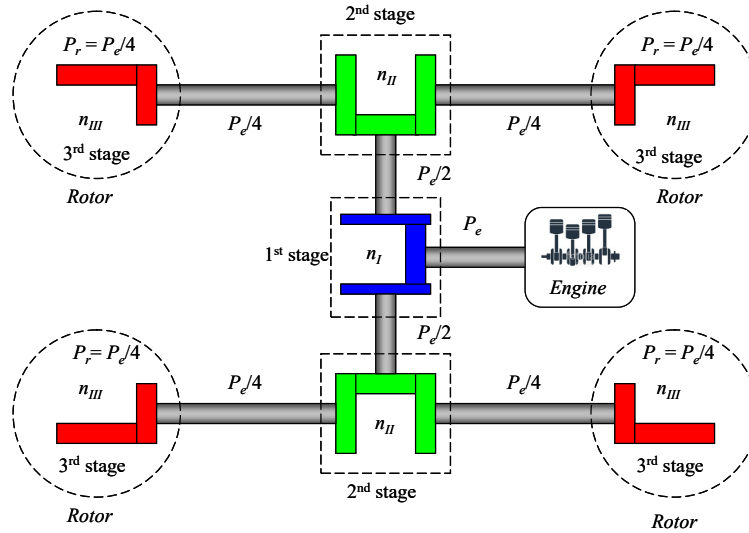 2nd stage
Pr = Pe/4
nIII
3rd stage
Rotor
Pe/4
nII
Pe/4
Pr = Pe/4
nIII
3rd stage
Rotor
Pe/2
1st stage
nI
Pe
Engine
Pe/2
Pr= Pe/4
nIII
3rd stage
Rotor
Pe/4
nII
2nd stage
Pe/4
Pr = Pe/4
nIII
3rd stage
Rotor